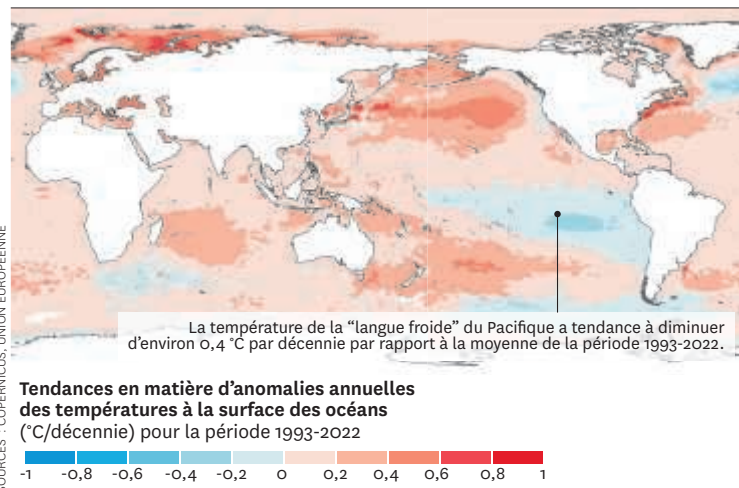 SOURCES : COPERNICUS, UNION EUROPÉENNE
La température de la “langue froide” du Pacifique a tendance à diminuer
d’environ 0,4 °C par décennie par rapport à la moyenne de la période 1993-2022.
Tendances en matière d’anomalies annuelles
des températures à la surface des océans
(°C/décennie) pour la période 1993-2022
-1 -0,8 -0,6 -0,4 -0,2 0 0,2 0,4 0,6 0,8 1